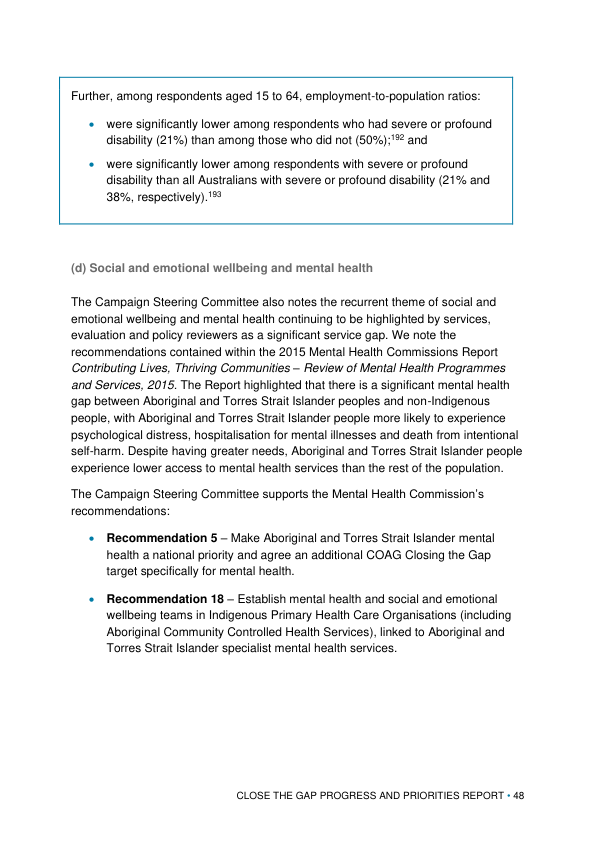 Further, among respondents aged 15 to 64, employment-to-population ratios:
• were significantly lower among respondents who had severe or profound
disability (21%) than among those who did not (50%);192 and
• were significantly lower among respondents with severe or profound
disability than all Australians with severe or profound disability (21% and
38%, respectively).193
(d) Social and emotional wellbeing and mental health
The Campaign Steering Committee also notes the recurrent theme of social and
emotional wellbeing and mental health continuing to be highlighted by services,
evaluation and policy reviewers as a significant service gap. We note the
recommendations contained within the 2015 Mental Health Commissions Report
Contributing Lives, Thriving Communities – Review of Mental Health Programmes
and Services, 2015. The Report highlighted that there is a significant mental health
gap between Aboriginal and Torres Strait Islander peoples and non-Indigenous
people, with Aboriginal and Torres Strait Islander people more likely to experience
psychological distress, hospitalisation for mental illnesses and death from intentional
self-harm. Despite having greater needs, Aboriginal and Torres Strait Islander people
experience lower access to mental health services than the rest of the population.
The Campaign Steering Committee supports the Mental Health Commission's
recommendations:
• Recommendation 5 – Make Aboriginal and Torres Strait Islander mental
health a national priority and agree an additional COAG Closing the Gap
target specifically for mental health.
• Recommendation 18 – Establish mental health and social and emotional
wellbeing teams in Indigenous Primary Health Care Organisations (including
Aboriginal Community Controlled Health Services), linked to Aboriginal and
Torres Strait Islander specialist mental health services.
CLOSE THE GAP PROGRESS AND PRIORITIES REPORT • 48